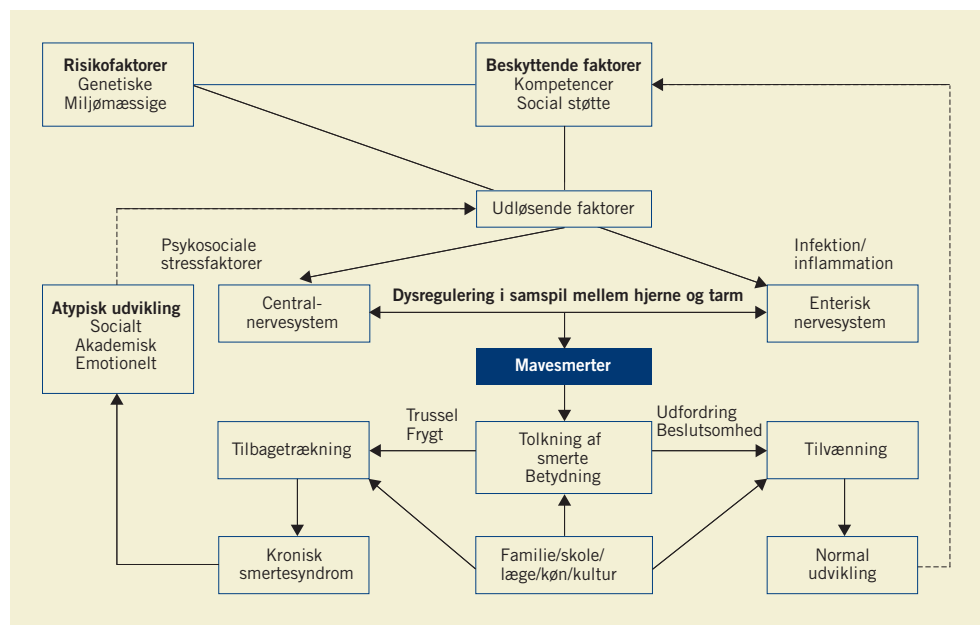 Risikofaktorer
Genetiske
Miljømæssige
Beskyttende faktorer
Kompetencer
Social støtte
Udløsende faktorer
Psykosociale
stressfaktorer
Infektion/
inflammation
Atypisk udvikling
Socialt
Akademisk
Emotionelt
Central-
nervesystem
Dysregulering i samspil mellem hjerne og tarm
Enterisk
nervesystem
Mavesmerter
Trussel
Frygt
Udfordring
Beslutsomhed
Tilbagetrækning
Tolkning af
smerte
Betydning
Tilvænning
Kronisk
smertesyndrom
Familie/skole/
læge/køn/kultur
Normal
udvikling